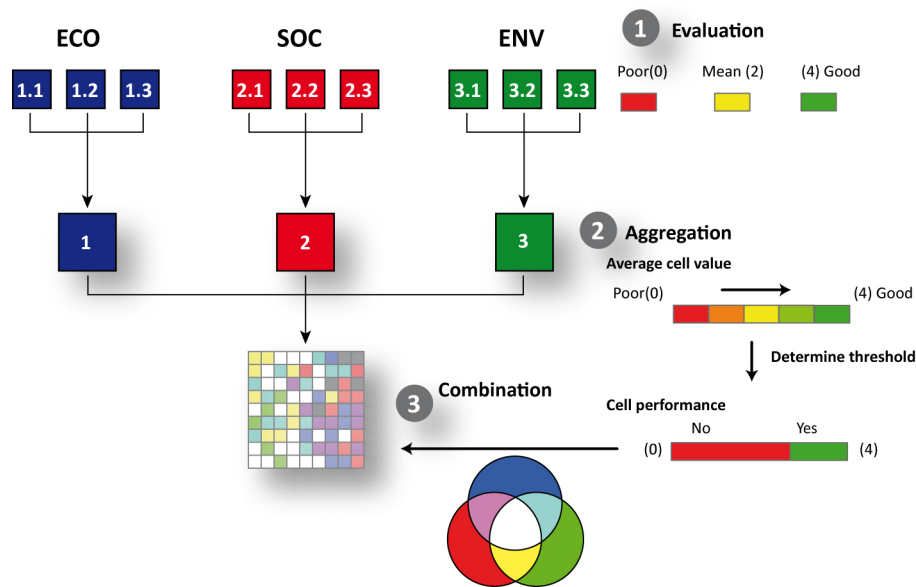 ECO SOC ENV
1 Evaluation
Poor(0) Mean (2) (4) Good
1.1 1.2 1.3 2.1 2.2 2.3 3.1 3.2 3.3
1 2 3
2 Aggregation
Average cell value
Poor(0) (4) Good
Determine threshold
3 Combination
Cell performance
No Yes
(0) (4)